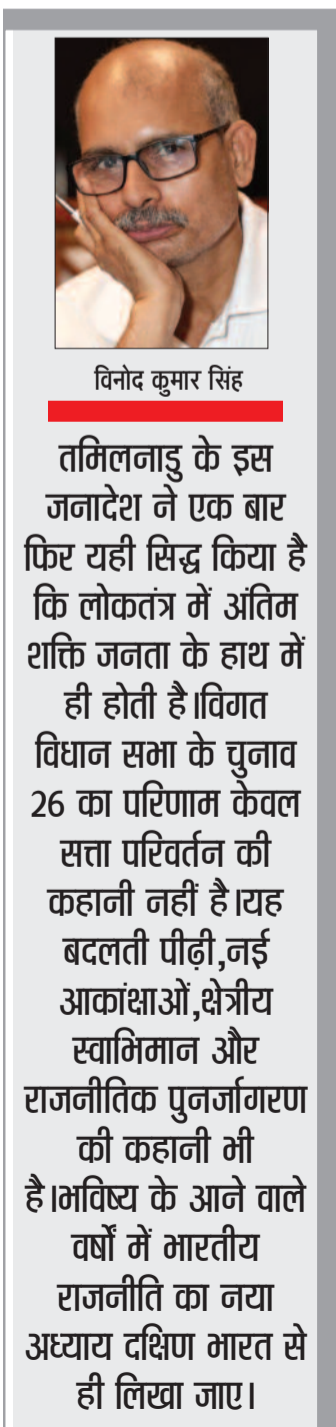 विनोद कुमार सिंह
तमिलनाडु के इस
जनादेश ने एक बार
फिर यही सिद्ध किया है
कि लोकतंत्र में अंतिम
शक्ति जनता के हाथ में
ही होती है।विगत
विधान सभा के चुनाव
26 का परिणाम केवल
सत्ता परिवर्तन की
कहानी नहीं है।यह
बदलती पीढ़ी,नई
आकांक्षाओं,क्षेत्रीय
स्वाभिमान और
राजनीतिक पुनर्जागरण
की कहानी भी
है।भविष्य के आने वाले
वर्षों में भारतीय
राजनीति का नया
अध्याय दक्षिण भारत से
ही लिखा जाए।